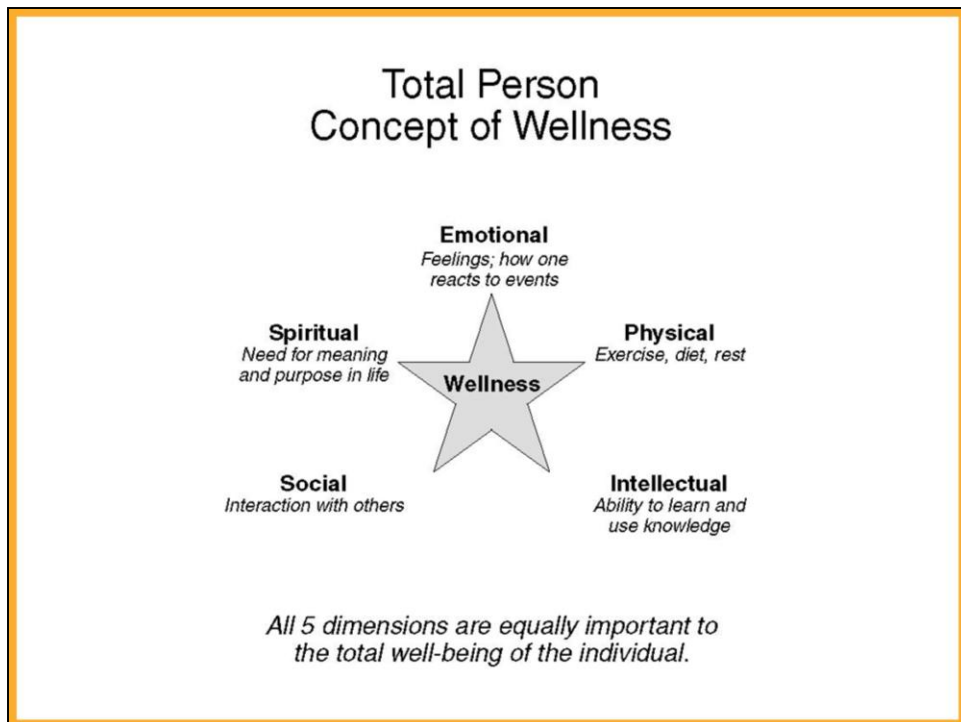 Total Person
Concept of Wellness
Emotional
Feelings; how one
reacts to events
Spiritual
Need for meaning
and purpose in life
Physical
Exercise, diet, rest
Wellness
Social
Interaction with others
Intellectual
Ability to learn and
use knowledge
All 5 dimensions are equally important to
the total well-being of the individual.